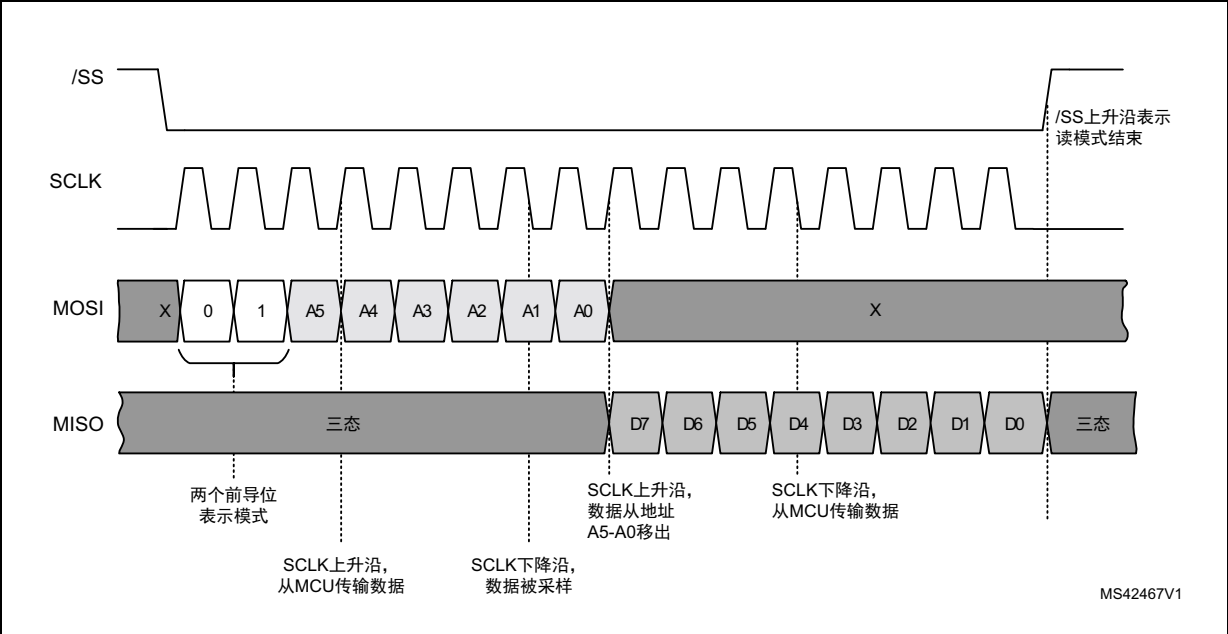 /SS
/SS上升沿表示
读模式结束
SCLK
MOSI
X
0
1
A5
A4
A3
A2
A1
A0
X
MISO
三态
D7
D6
D5
D4
D3
D2
D1
D0
三态
两个前导位
表示模式
SCLK上升沿，
数据从地址
A5-A0移出
SCLK下降沿，
从MCU传输数据
SCLK上升沿，
从MCU传输数据
SCLK下降沿，
数据被采样
MS42467V1